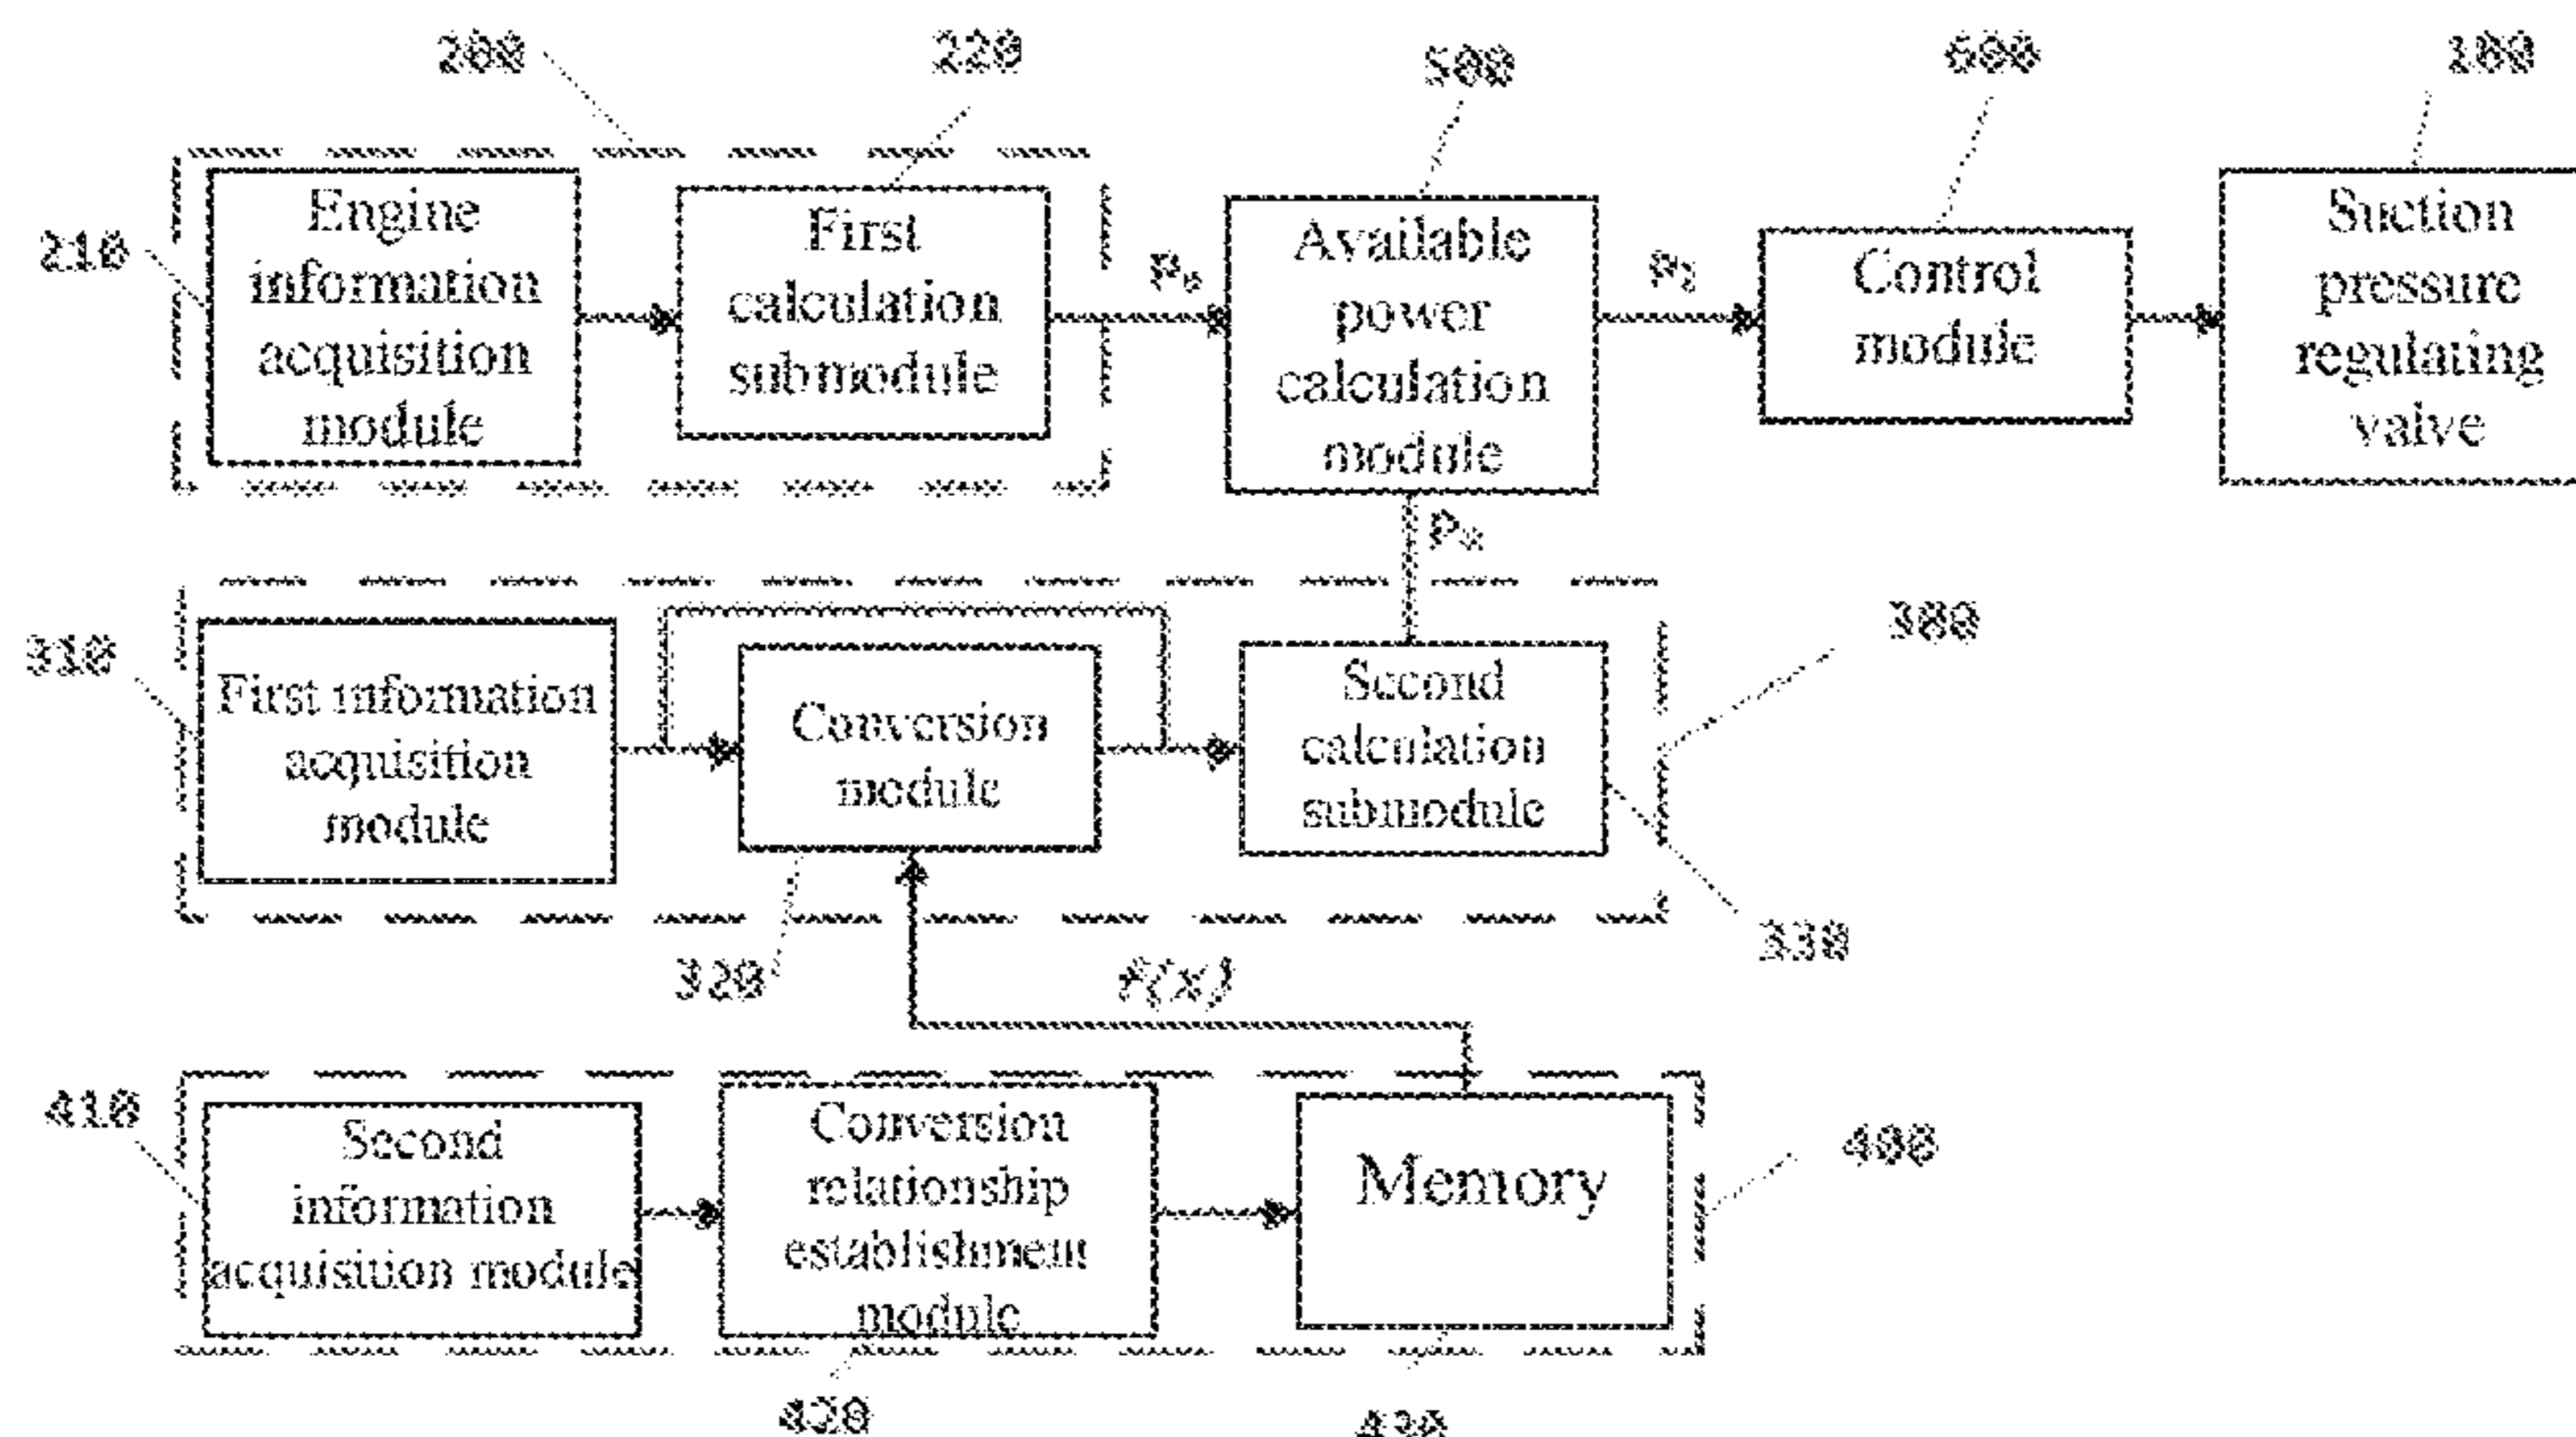 200
220
500
600
100
210
Engine
information
acquisition
module
First
calculation
submodule
Available
power
calculation
module
Control
module
Suction
pressure
regulating
valve
310
First information
acquisition
module
Conversion
module
Second
calculation
submodule
300
320
f(x)
330
410
Second
information
acquisition module
Conversion
relationship
establishment
module
Memory
400
420
430